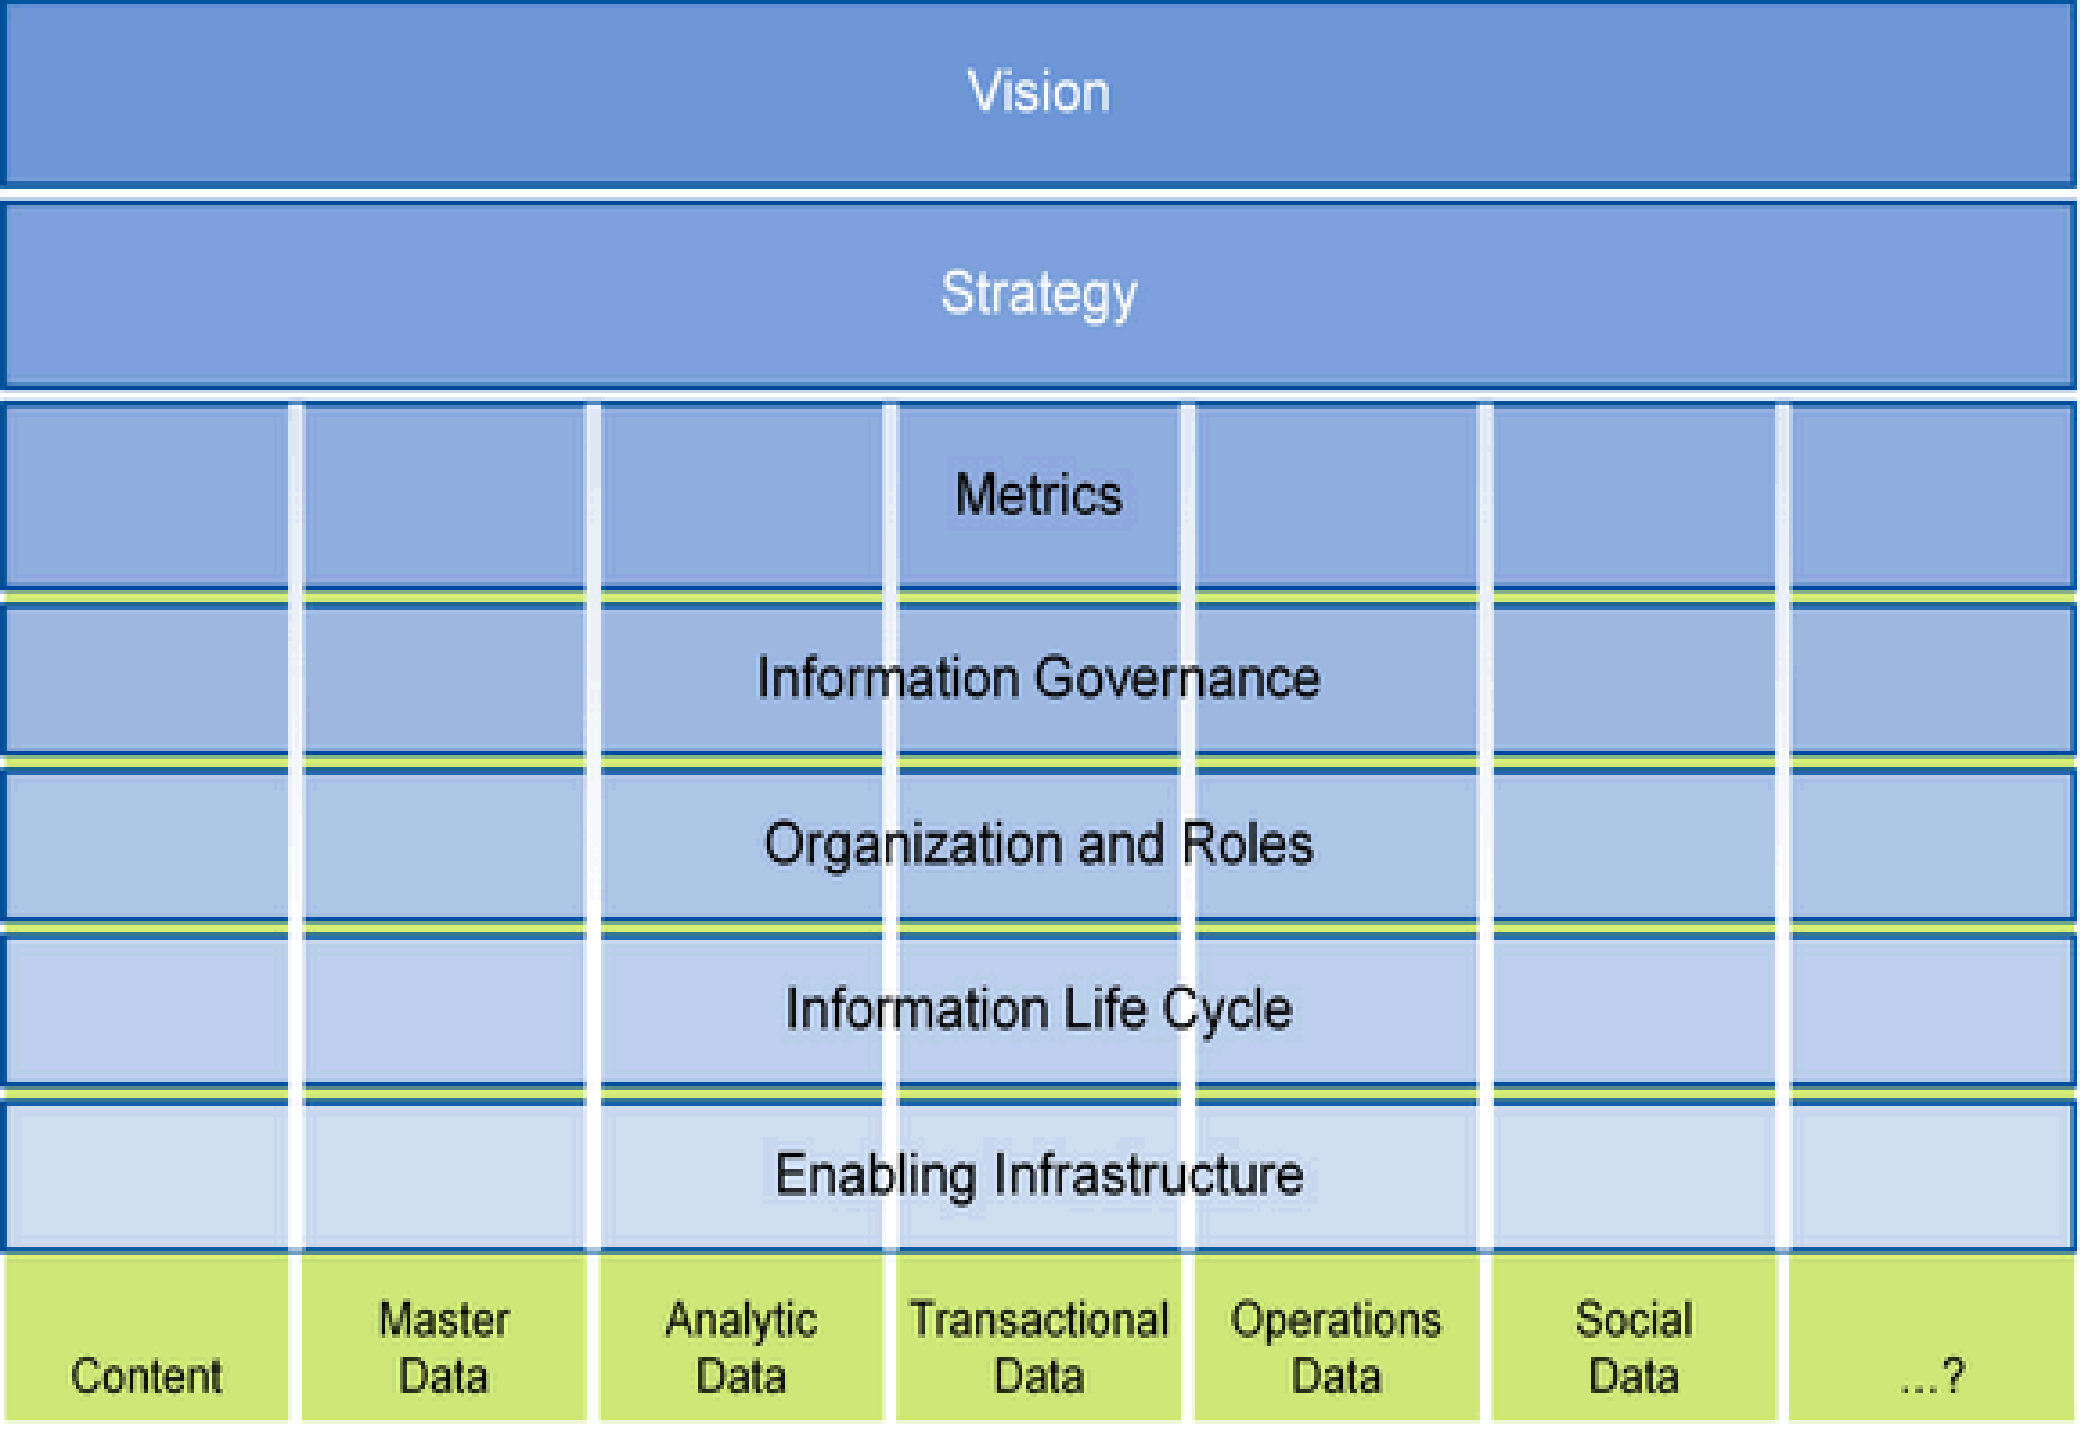 Vision
Strategy
Metrics
Information Governance
Organization and Roles
Information Life Cycle
Enabling Infrastructure
Content
Master
Data
Analytic
Data
Transactional
Data
Operations
Data
Social
Data
...?